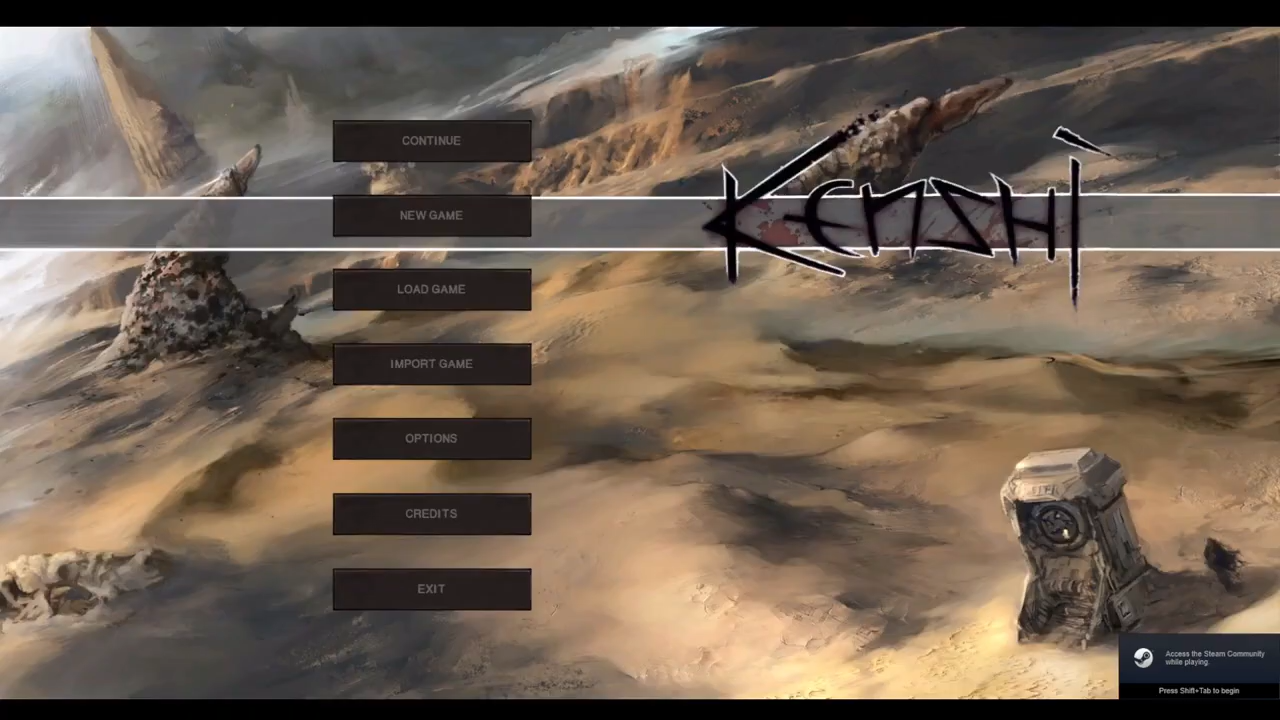 CONTINUE
NEW GAME
LOAD GAME
IMPORT GAME
OPTIONS
CREDITS
EXIT
KENSHI
Access the Steam Community
while playing.
Press Shift+Tab to begin